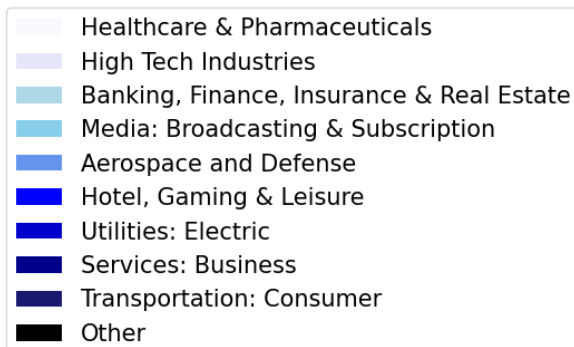 Healthcare & Pharmaceuticals
High Tech Industries
Banking, Finance, Insurance & Real Estate
Media: Broadcasting & Subscription
Aerospace and Defense
Hotel, Gaming & Leisure
Utilities: Electric
Services: Business
Transportation: Consumer
Other